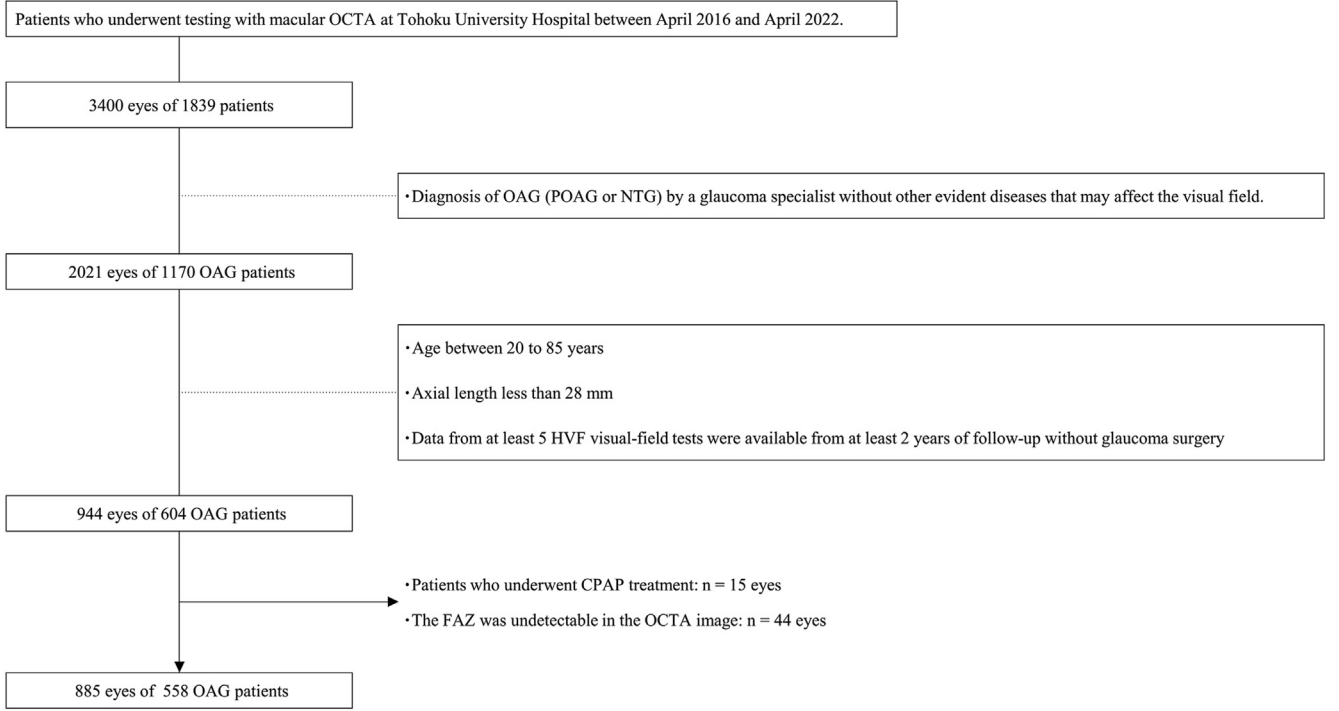 Patients who underwent testing with macular OCTA at Tohoku University Hospital between April 2016 and April 2022.
3400 eyes of 1839 patients
・Diagnosis of OAG (POAG or NTG) by a glaucoma specialist without other evident diseases that may affect the visual field.
2021 eyes of 1170 OAG patients
・Age between 20 to 85 years
・Axial length less than 28 mm
・Data from at least 5 HVF visual-field tests were available from at least 2 years of follow-up without glaucoma surgery
944 eyes of 604 OAG patients
・Patients who underwent CPAP treatment: n = 15 eyes
・The FAZ was undetectable in the OCTA image: n = 44 eyes
885 eyes of 558 OAG patients